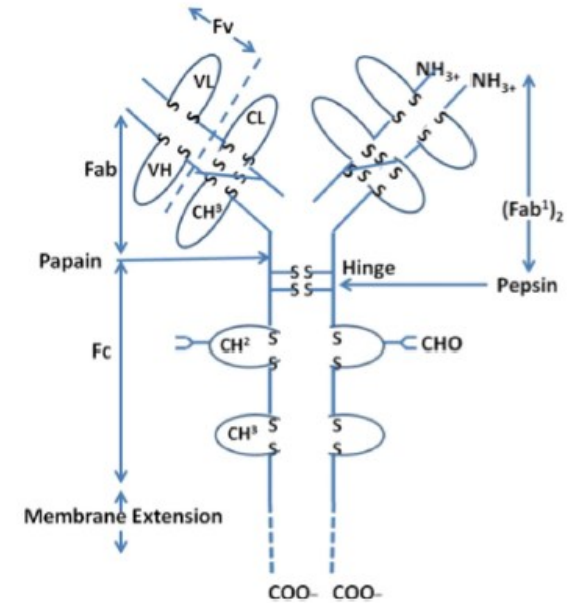 Fv
VL
NH₃₊ NH₃₊
S
S
CL
S
S
S
S
S
S
Fab
VH
S
S
S S
S S
S S
S S
S S S
S S S
CH³
(Fab¹)₂
Papain
S S
Hinge
S S
Pepsin
Fc
CH²
S
S
S
S
CHO
CH³
S
S
S
S
Membrane Extension
COO– COO–